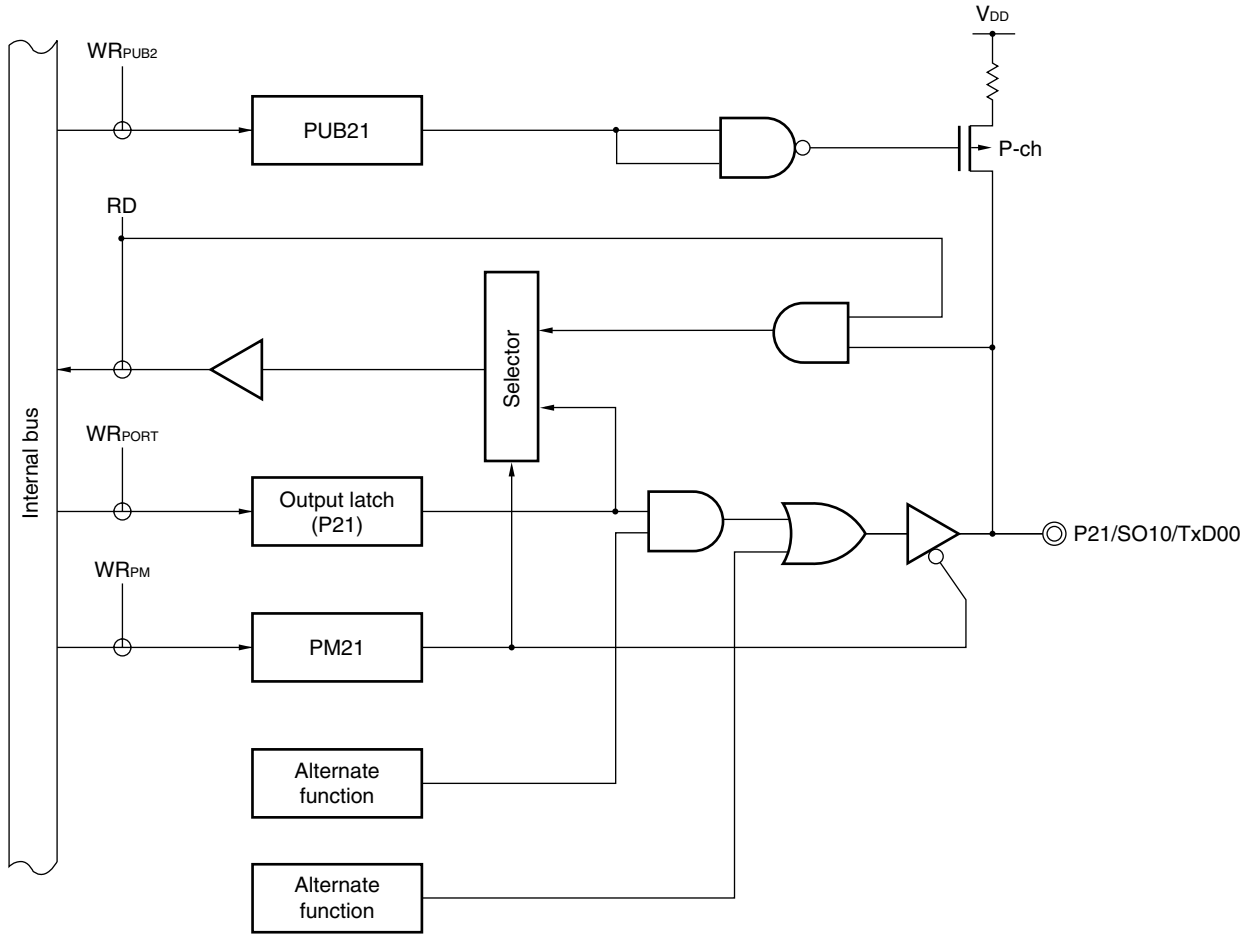 VDD
WRPUB2
PUB21
P-ch
RD
Selector
Internal bus
WRPORT
Output latch
(P21)
P21/SO10/TxD00
WRPM
PM21
Alternate
function
Alternate
function